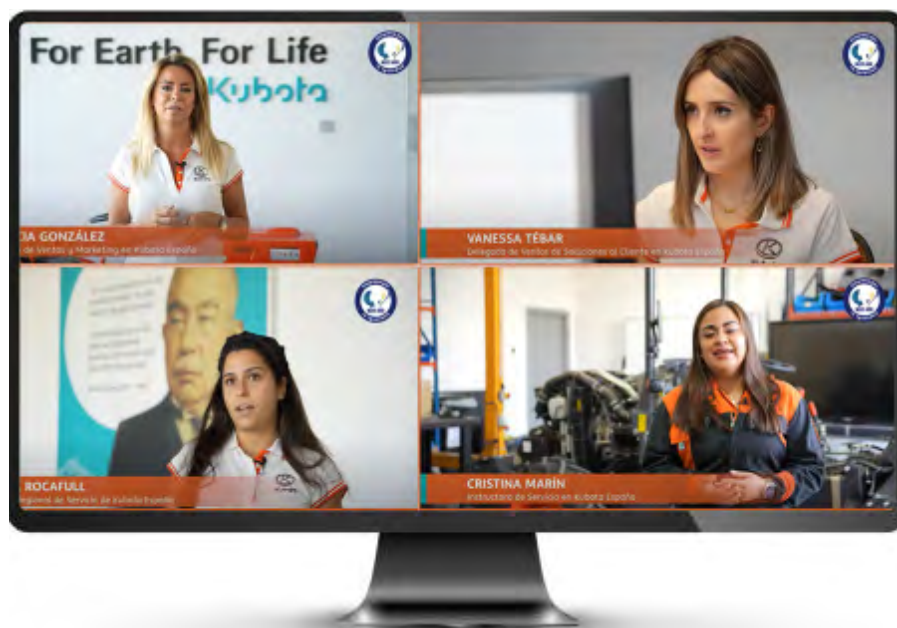 For Earth, For Life
Kubota
IA GONZÁLEZ
de Ventas y Marketing en Kubota España
VANESSA TÉBAR
Delegada de Ventas de Soluciones al Cliente en Kubota España
ROCAFULL
egional de Servicio de Kubota España
CRISTINA MARÍN
Instructora de Servicio en Kubota España